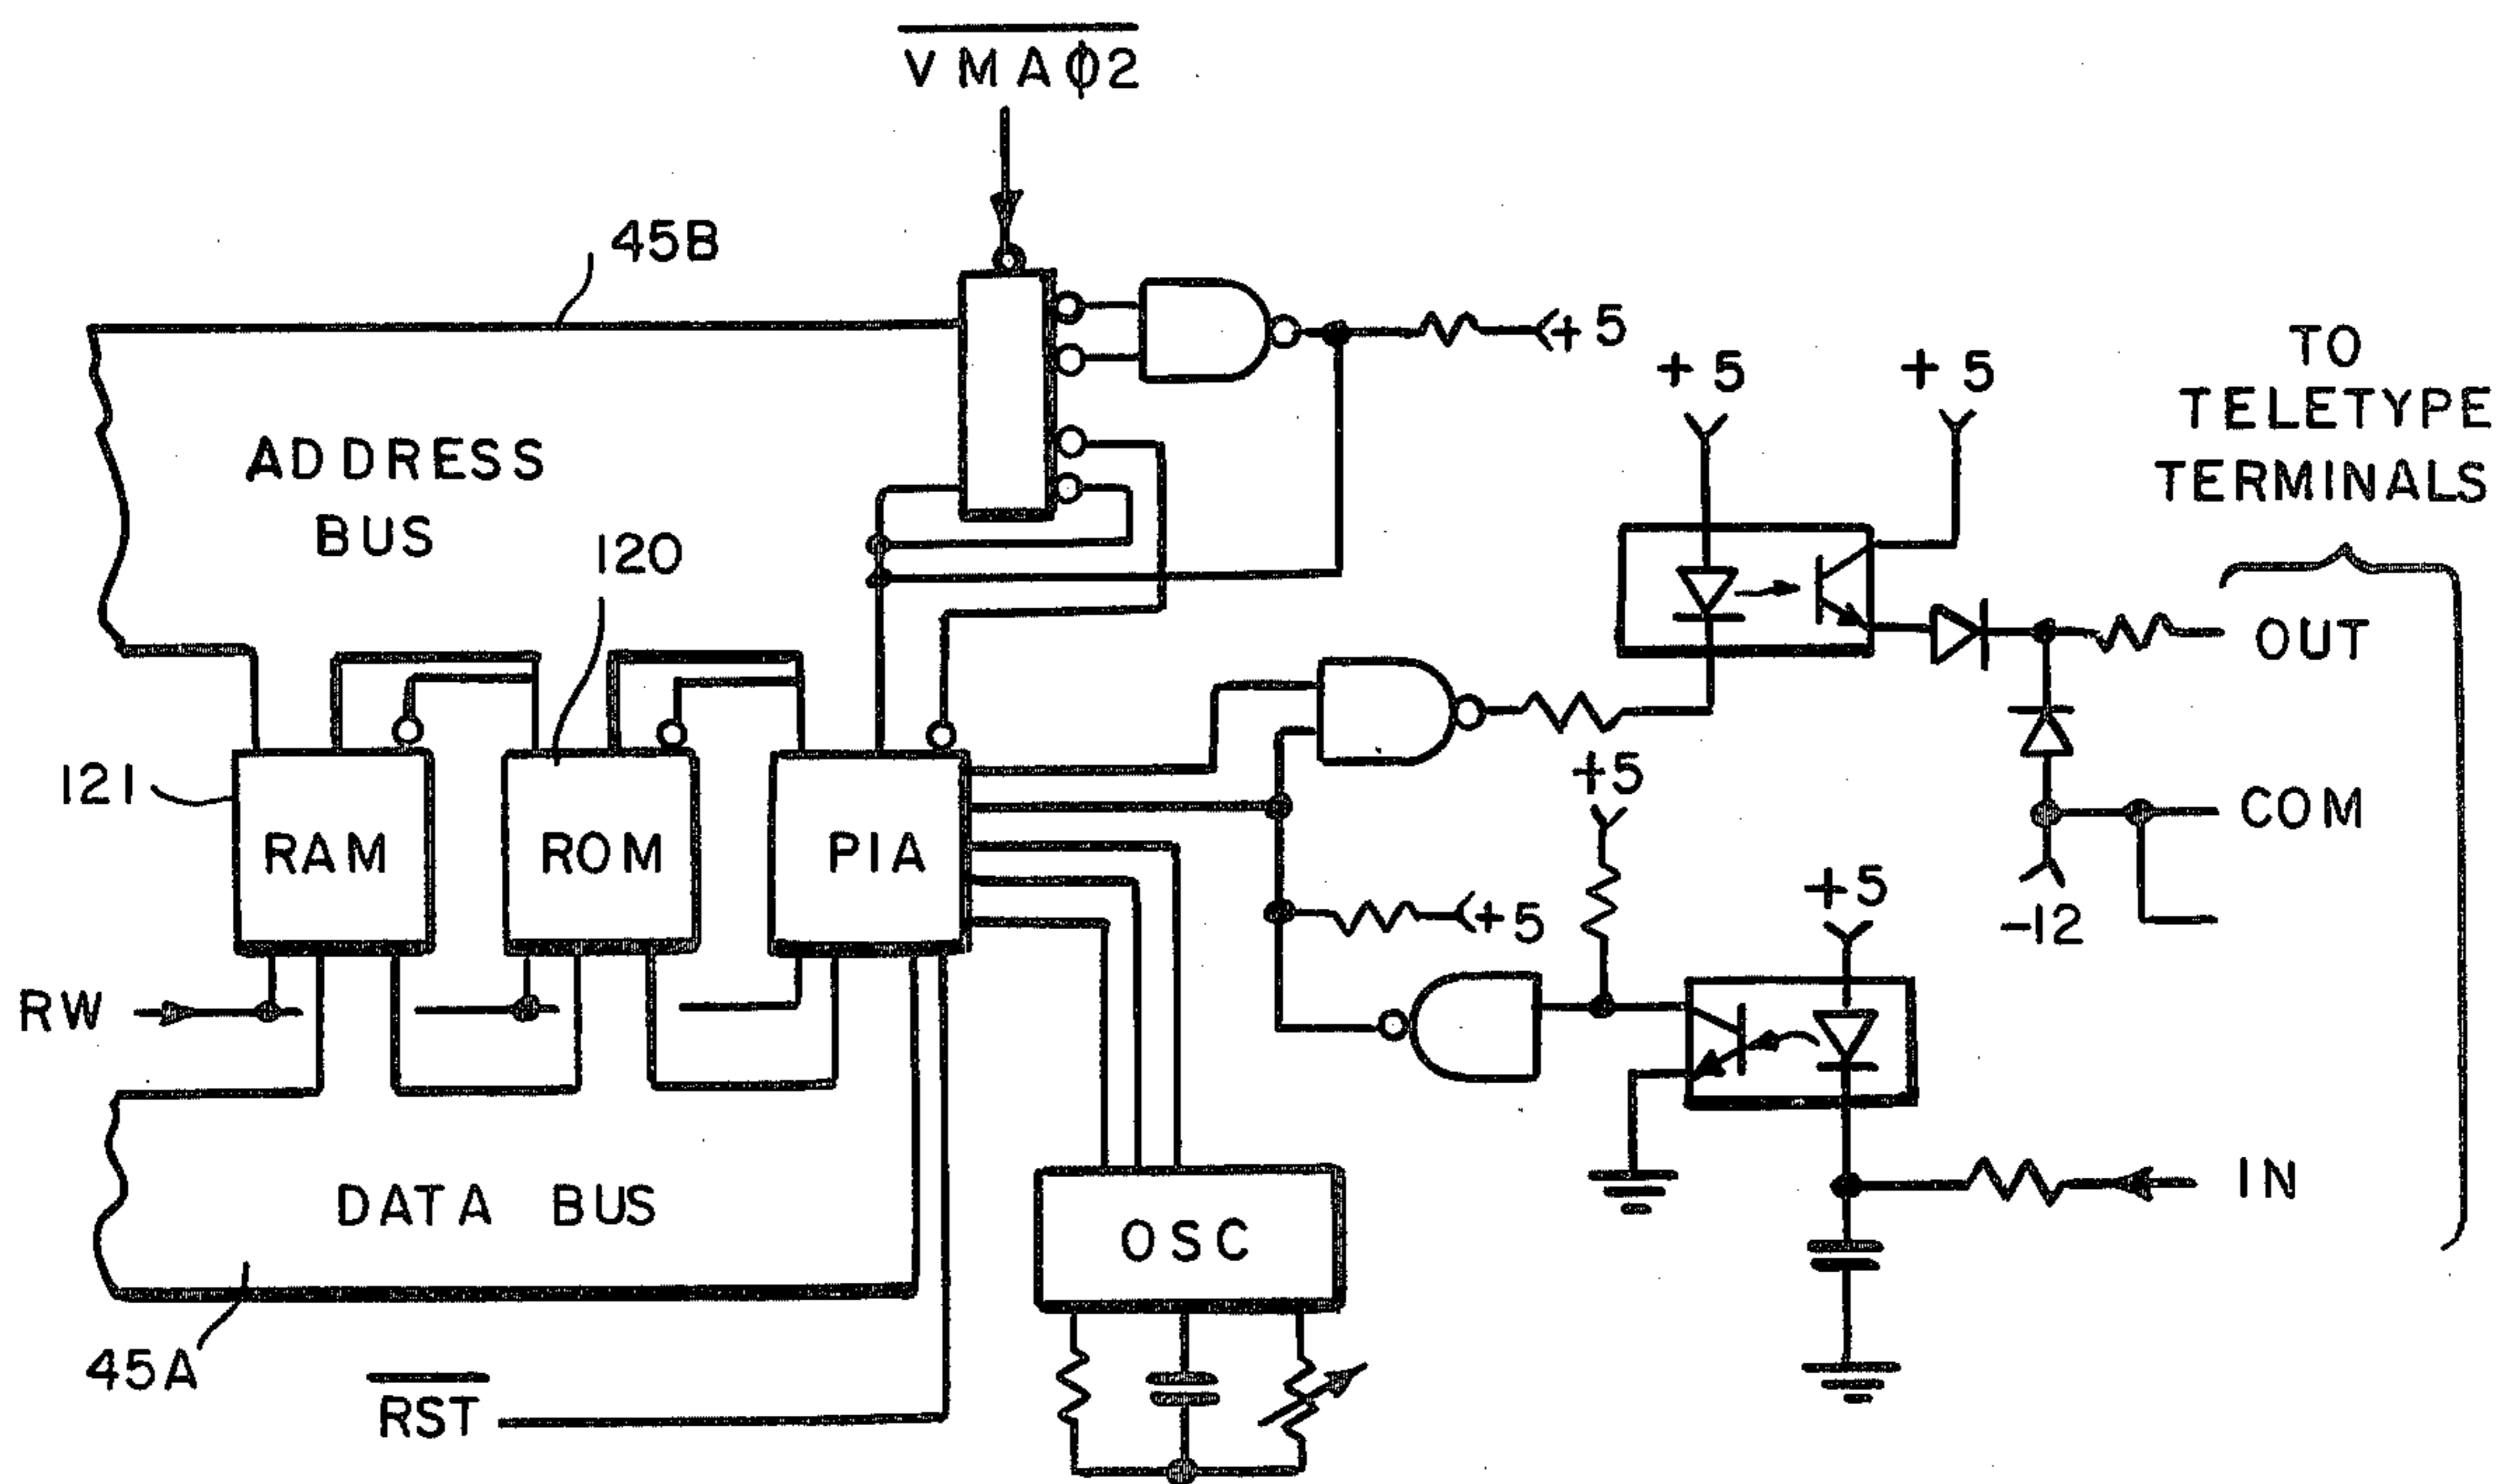 VMAϕ2
45B
+5
+5
+5
TO
TELETYPE
TERMINALS
ADDRESS
BUS
120
OUT
121
RAM
ROM
PIA
+5
COM
+5
+5
-12
RW
DATA BUS
OSC
IN
45A
RST